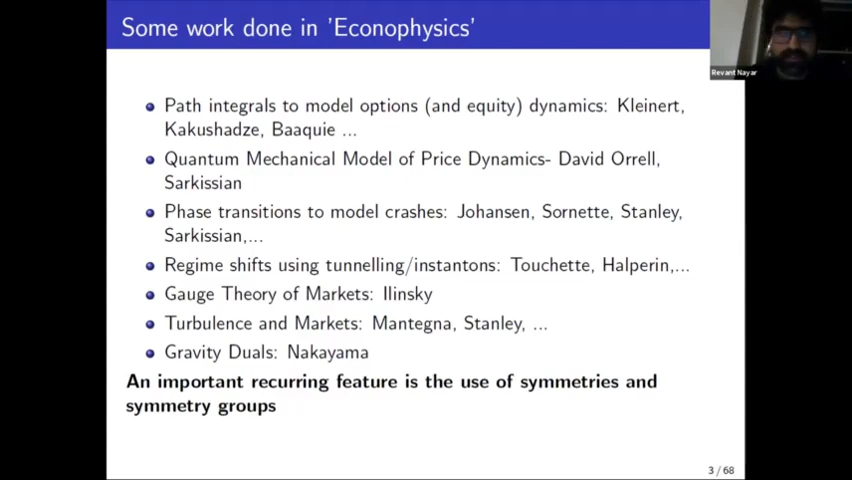 Some work done in 'Econophysics'
Revant Nayar
Path integrals to model options (and equity) dynamics: Kleinert,
Kakushadze, Baaquie ...
Quantum Mechanical Model of Price Dynamics- David Orrell,
Sarkissian
Phase transitions to model crashes: Johansen, Sornette, Stanley,
Sarkissian,...
Regime shifts using tunnelling/instantons: Touchette, Halperin,...
Gauge Theory of Markets: Ilinsky
Turbulence and Markets: Mantegna, Stanley, ...
Gravity Duals: Nakayama
An important recurring feature is the use of symmetries and
symmetry groups
3 / 68